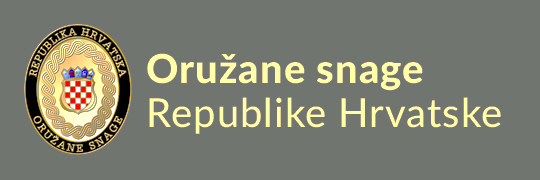 REPUBLIKA HRVATSKA
ORUŽANE SNAGE
Oružane snage
Republike Hrvatske